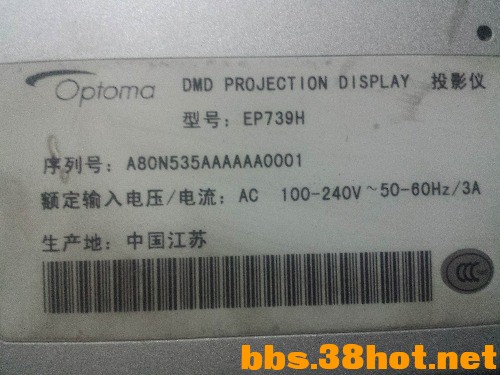 Optoma DMD PROJECTION DISPLAY 投影仪
型号: EP739H
序列号: A80N535AAAAAA0001
额定输入电压/电流: AC 100-240V~50-60Hz/3A
生产地: 中国江苏
CCC
bbs.38hot.net